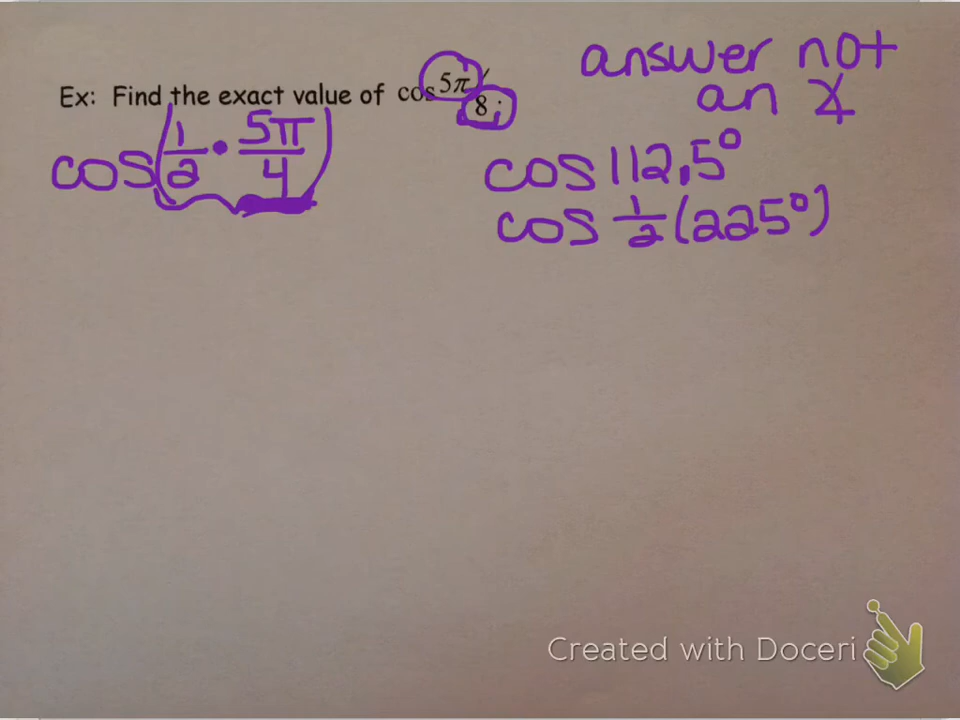 Ex: Find the exact value of cos 5π/8
answer not
an ∡
cos(1/2 • 5π/4)
cos 112.5°
cos 1/2 (225°)
Created with Doceri